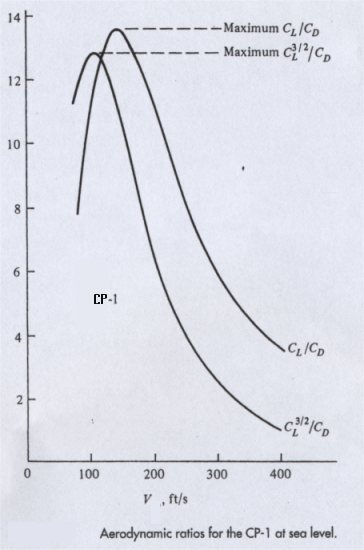 14
Maximum C_L/C_D
Maximum C_L^{3/2}/C_D
12
10
8
6
CP-1
4
C_L/C_D
2
C_L^{3/2}/C_D
0 100 200 300 400
V , ft/s
Aerodynamic ratios for the CP-1 at sea level.